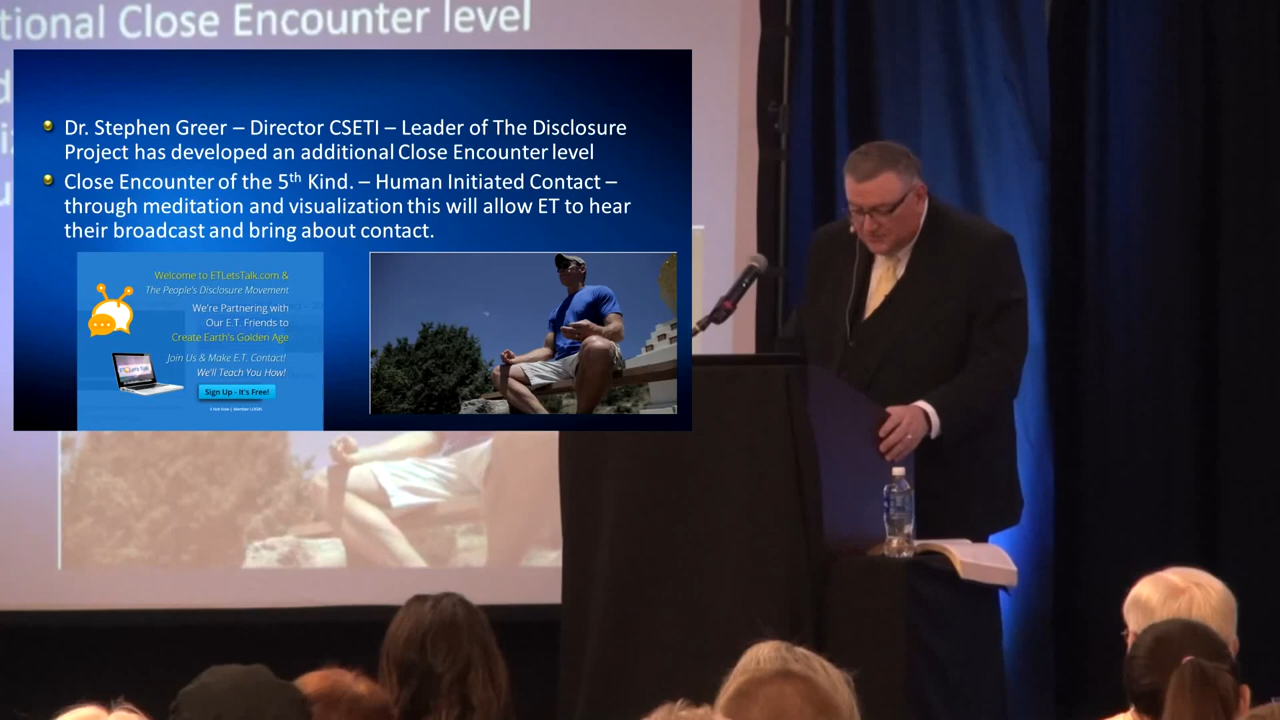 tional Close Encounter level
Dr. Stephen Greer – Director CSETI – Leader of The Disclosure
Project has developed an additional Close Encounter level
Close Encounter of the 5th Kind. – Human Initiated Contact –
through meditation and visualization this will allow ET to hear
their broadcast and bring about contact.
Welcome to ETLetsTalk.com &
The People's Disclosure Movement
We're Partnering with
Our E.T. Friends to
Create Earth's Golden Age
Join Us & Make E.T. Contact!
We'll Teach You How!
Sign Up - It's Free!